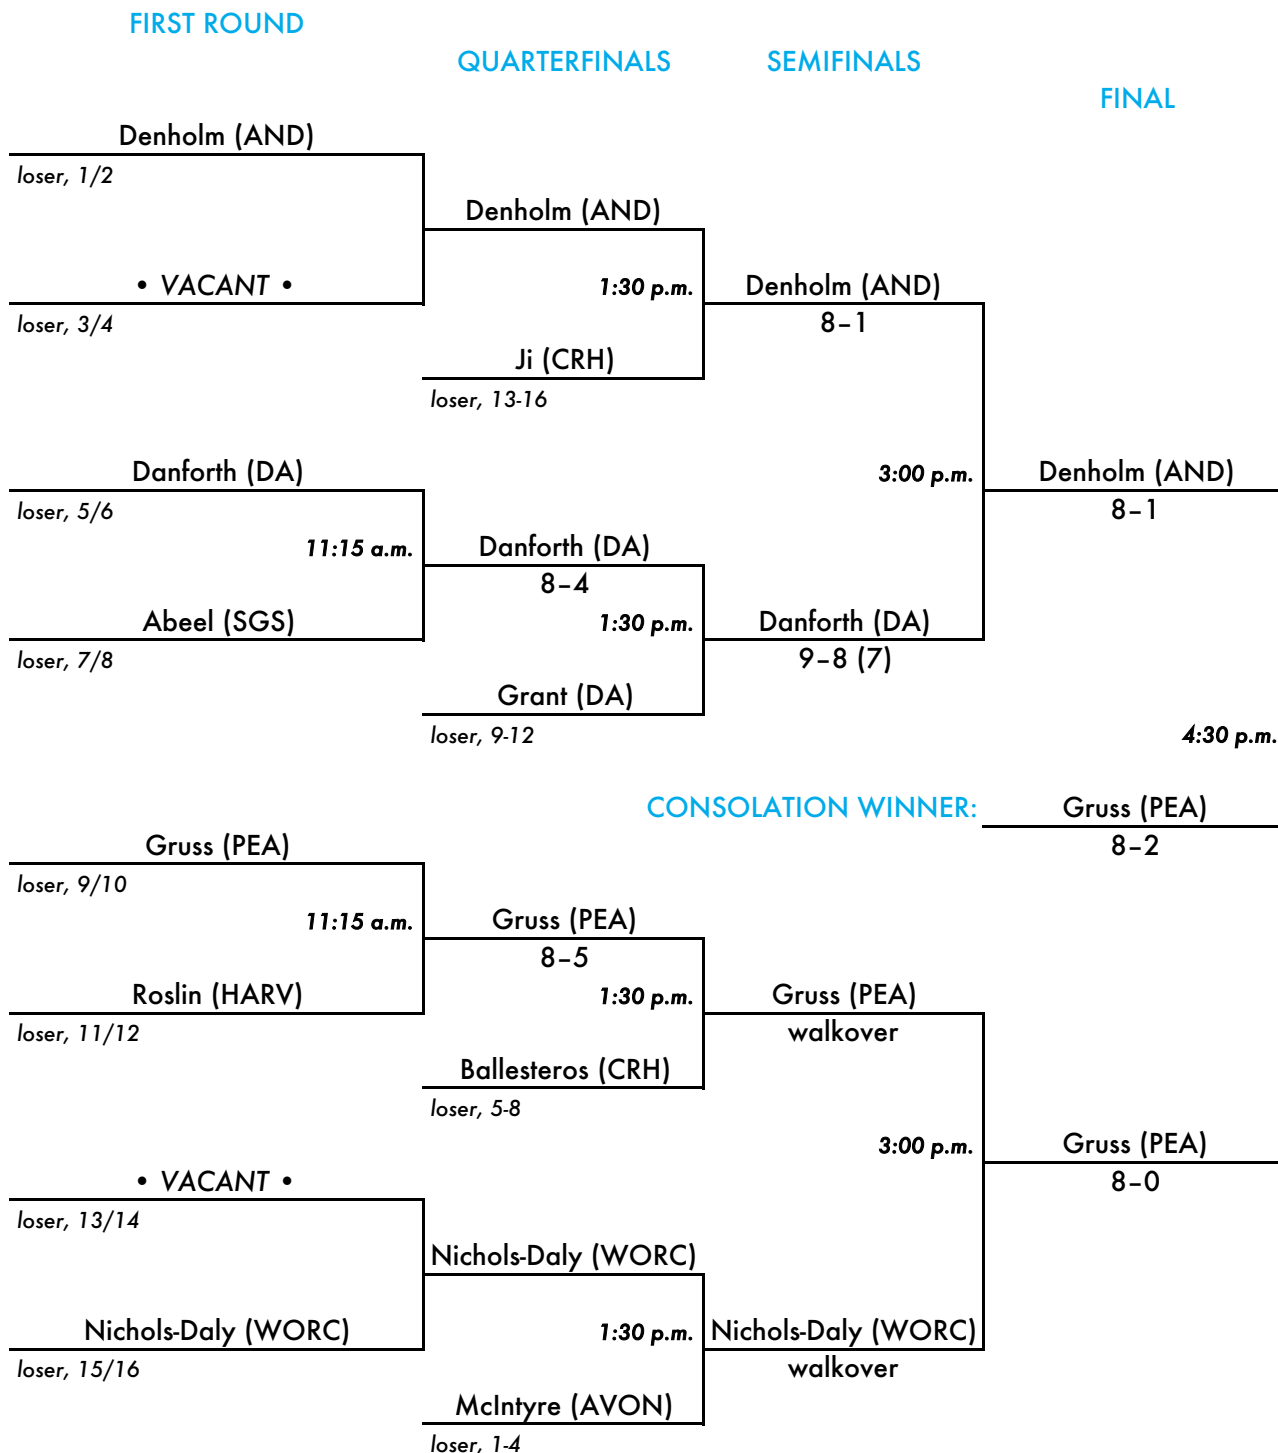 FIRST ROUND
QUARTERFINALS
SEMIFINALS
FINAL
Denholm (AND)
loser, 1/2
Denholm (AND)
• VACANT •
1:30 p.m.
Denholm (AND)
loser, 3/4
8–1
Ji (CRH)
loser, 13-16
Danforth (DA)
3:00 p.m.
Denholm (AND)
loser, 5/6
8–1
11:15 a.m.
Danforth (DA)
8–4
Abeel (SGS)
1:30 p.m.
Danforth (DA)
loser, 7/8
9–8 (7)
Grant (DA)
loser, 9-12
4:30 p.m.
CONSOLATION WINNER:
Gruss (PEA)
8–2
Gruss (PEA)
loser, 9/10
11:15 a.m.
Gruss (PEA)
8–5
Roslin (HARV)
1:30 p.m.
Gruss (PEA)
loser, 11/12
walkover
Ballesteros (CRH)
loser, 5-8
3:00 p.m.
Gruss (PEA)
8–0
• VACANT •
loser, 13/14
Nichols-Daly (WORC)
Nichols-Daly (WORC)
1:30 p.m.
Nichols-Daly (WORC)
loser, 15/16
walkover
McIntyre (AVON)
loser, 1-4